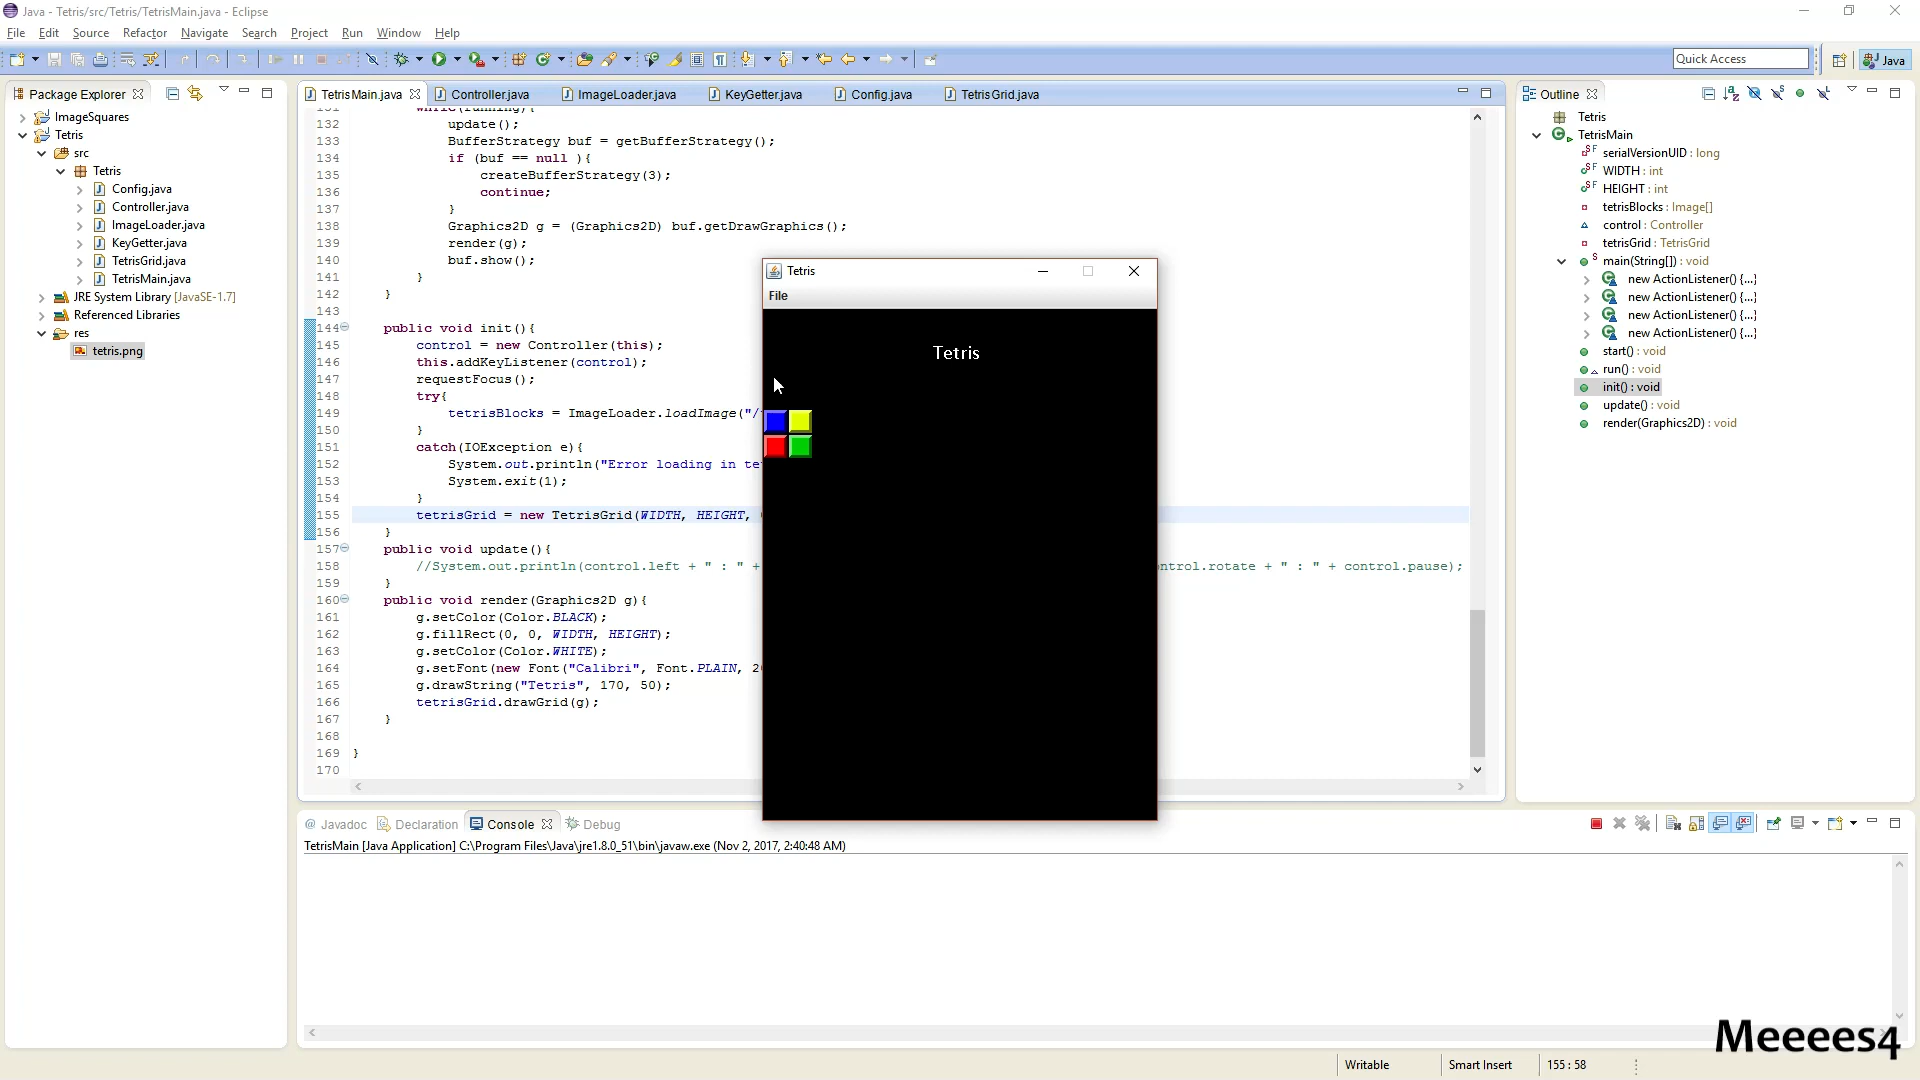 Java - Tetris/src/Tetris/TetrisMain.java - Eclipse
File Edit Source Refactor Navigate Search Project Run Window Help
Quick Access
Java
Package Explorer
ImageSquares
Tetris
src
Tetris
Config.java
Controller.java
ImageLoader.java
KeyGetter.java
TetrisGrid.java
TetrisMain.java
JRE System Library [JavaSE-1.7]
Referenced Libraries
res
tetris.png
TetrisMain.java Controller.java ImageLoader.java KeyGetter.java Config.java TetrisGrid.java
131 while(running){
132 update();
133 BufferStrategy buf = getBufferStrategy();
134 if (buf == null ){
135 createBufferStrategy(3);
136 continue;
137 }
138 Graphics2D g = (Graphics2D) buf.getDrawGraphics();
139 render(g);
140 buf.show();
141 }
142 }
143
144 public void init(){
145 control = new Controller(this);
146 this.addKeyListener(control);
147 requestFocus();
148 try{
149 tetrisBlocks = ImageLoader.loadImage("/
150 }
151 catch(IOException e){
152 System.out.println("Error loading in te
153 System.exit(1);
154 }
155 tetrisGrid = new TetrisGrid(WIDTH, HEIGHT,
156 }
157 public void update(){
158 //System.out.println(control.left + " : " + ntrol.rotate + " : " + control.pause);
159 }
160 public void render(Graphics2D g){
161 g.setColor(Color.BLACK);
162 g.fillRect(0, 0, WIDTH, HEIGHT);
163 g.setColor(Color.WHITE);
164 g.setFont(new Font("Calibri", Font.PLAIN, 2
165 g.drawString("Tetris", 170, 50);
166 tetrisGrid.drawGrid(g);
167 }
168
169 }
170
Tetris
File
Tetris
Outline
Tetris
TetrisMain
serialVersionUID : long
WIDTH : int
HEIGHT : int
tetrisBlocks : Image[]
control : Controller
tetrisGrid : TetrisGrid
main(String[]) : void
new ActionListener() {...}
new ActionListener() {...}
new ActionListener() {...}
new ActionListener() {...}
start() : void
run() : void
init() : void
update() : void
render(Graphics2D) : void
@ Javadoc Declaration Console Debug
TetrisMain [Java Application] C:\Program Files\Java\jre1.8.0_51\bin\javaw.exe (Nov 2, 2017, 2:40:48 AM)
Meeees4
Writable Smart Insert 155 : 58